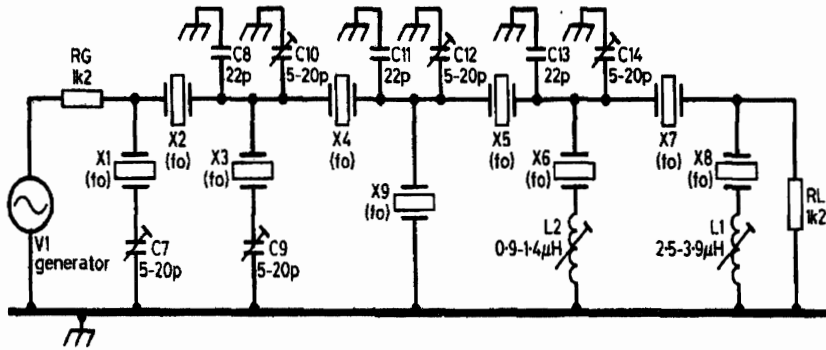 RG
1k2
C8
22p
C10
5-20p
C11
22p
C12
5-20p
C13
22p
C14
5-20p
X1
(fo)
X2
(fo)
X3
(fo)
X4
(fo)
X5
(fo)
X6
(fo)
X7
(fo)
X8
(fo)
X9
(fo)
RL
1k2
V1
generator
C7
5-20p
C9
5-20p
L2
0·9-1·4µH
L1
2·5-3·9µH